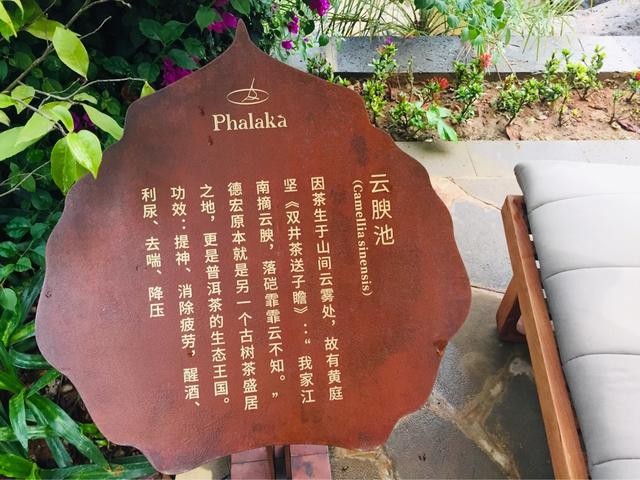 Phalaka
云腴池
(Camellia sinensis)
因茶生于山间云雾处，故有黄庭
坚《双井茶送子瞻》：“我家江
南摘云腴，落硙霏霏云不知。”
德宏原本就是另一个古树茶盛居
之地，更是普洱茶的生态王国。
功效：提神、消除疲劳，醒酒、
利尿、去喘、降压